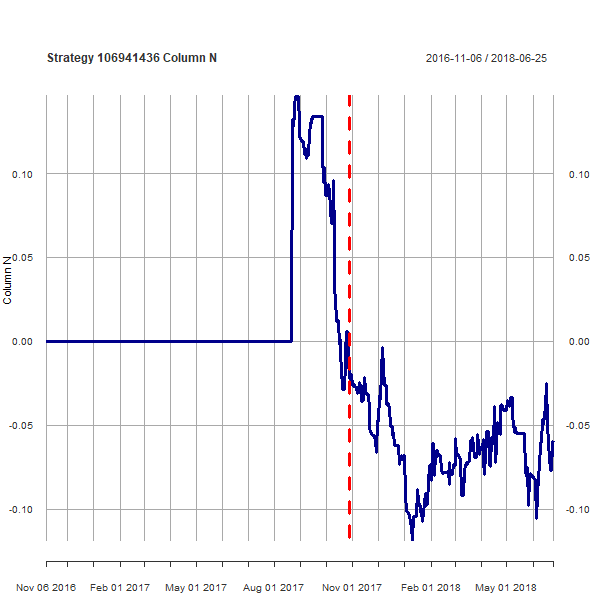 Strategy 106941436 Column N 2016-11-06 / 2018-06-25
0.10 0.10
0.05 0.05
Column N
0.00 0.00
-0.05 -0.05
-0.10 -0.10
Nov 06 2016 Feb 01 2017 May 01 2017 Aug 01 2017 Nov 01 2017 Feb 01 2018 May 01 2018